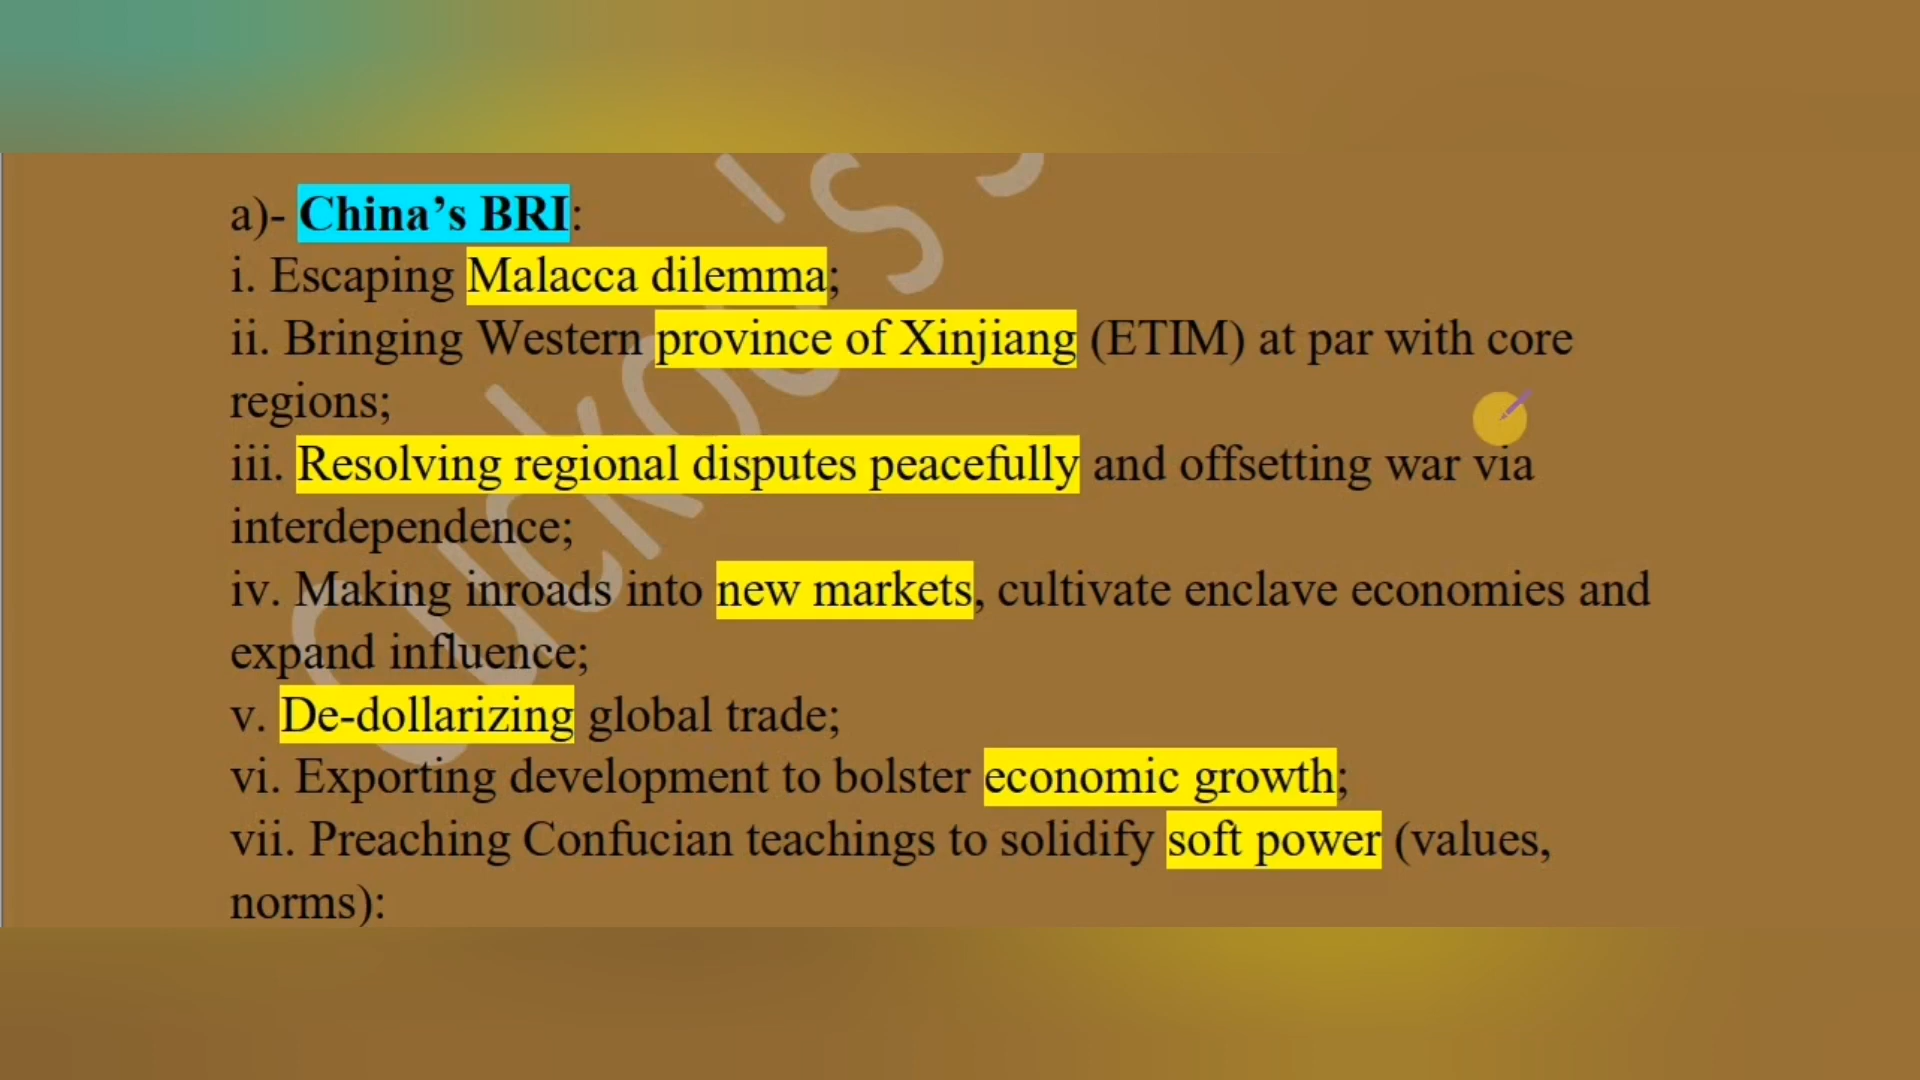 a)- China’s BRI:
i. Escaping Malacca dilemma;
ii. Bringing Western province of Xinjiang (ETIM) at par with core
regions;
iii. Resolving regional disputes peacefully and offsetting war via
interdependence;
iv. Making inroads into new markets, cultivate enclave economies and
expand influence;
v. De-dollarizing global trade;
vi. Exporting development to bolster economic growth;
vii. Preaching Confucian teachings to solidify soft power (values,
norms):